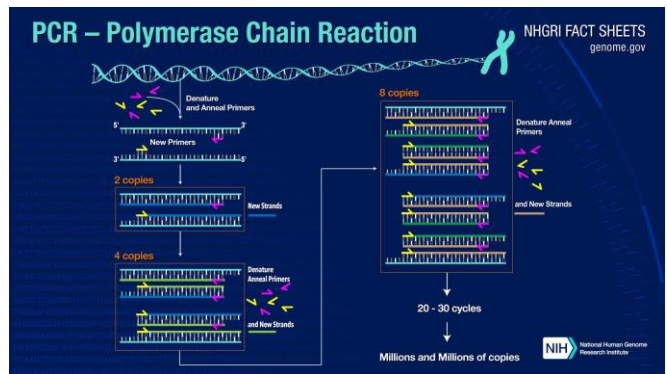 PCR – Polymerase Chain Reaction
NHGRI FACT SHEETS
genome.gov
Denature
and Anneal Primers
5'
3'
New Primers
3'
5'
2 copies
New Strands
4 copies
Denature
Anneal Primers
and New Strands
8 copies
Denature Anneal
Primers
and New Strands
20 - 30 cycles
Millions and Millions of copies
NIH
National Human Genome
Research Institute